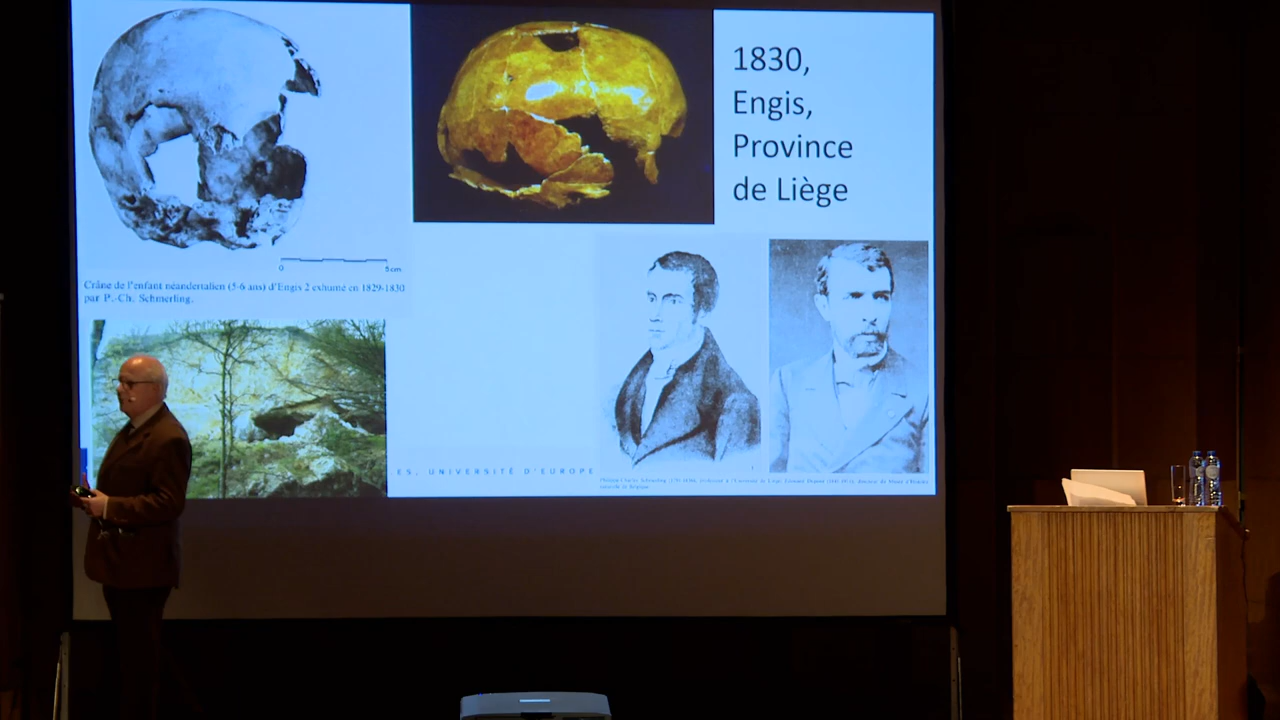 1830,
Engis,
Province
de Liège
0 5cm
Crâne de l'enfant néandertalien (5-6 ans) d'Engis 2 exhumé en 1829-1830
par P.-Ch. Schmerling.
ES, UNIVERSITÉ D'EUROPE